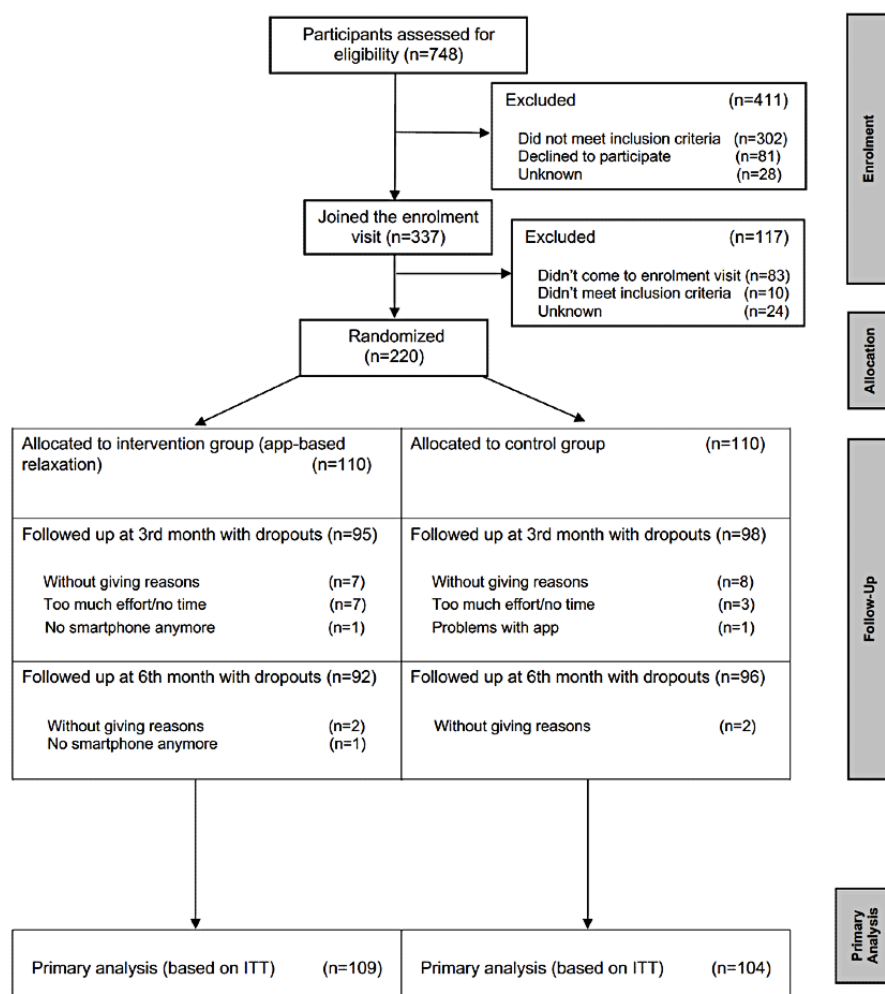 Participants assessed for
eligibility (n=748)
Excluded (n=411)
Did not meet inclusion criteria (n=302)
Declined to participate (n=81)
Unknown (n=28)
Enrolment
Joined the enrolment
visit (n=337)
Excluded (n=117)
Didn't come to enrolment visit (n=83)
Didn't meet inclusion criteria (n=10)
Unknown (n=24)
Randomized
(n=220)
Allocation
Allocated to intervention group (app-based
relaxation) (n=110)
Allocated to control group (n=110)
Followed up at 3rd month with dropouts (n=95)
Without giving reasons (n=7)
Too much effort/no time (n=7)
No smartphone anymore (n=1)
Followed up at 3rd month with dropouts (n=98)
Without giving reasons (n=8)
Too much effort/no time (n=3)
Problems with app (n=1)
Follow-Up
Followed up at 6th month with dropouts (n=92)
Without giving reasons (n=2)
No smartphone anymore (n=1)
Followed up at 6th month with dropouts (n=96)
Without giving reasons (n=2)
Primary analysis (based on ITT) (n=109)
Primary analysis (based on ITT) (n=104)
Primary
Analysis